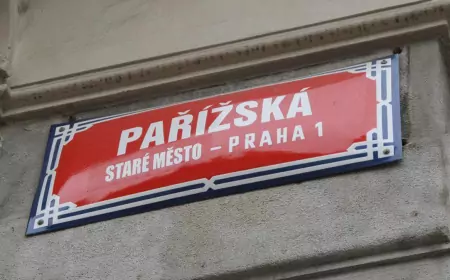 PAŘÍŽSKÁ
STARÉ MĚSTO – PRAHA 1